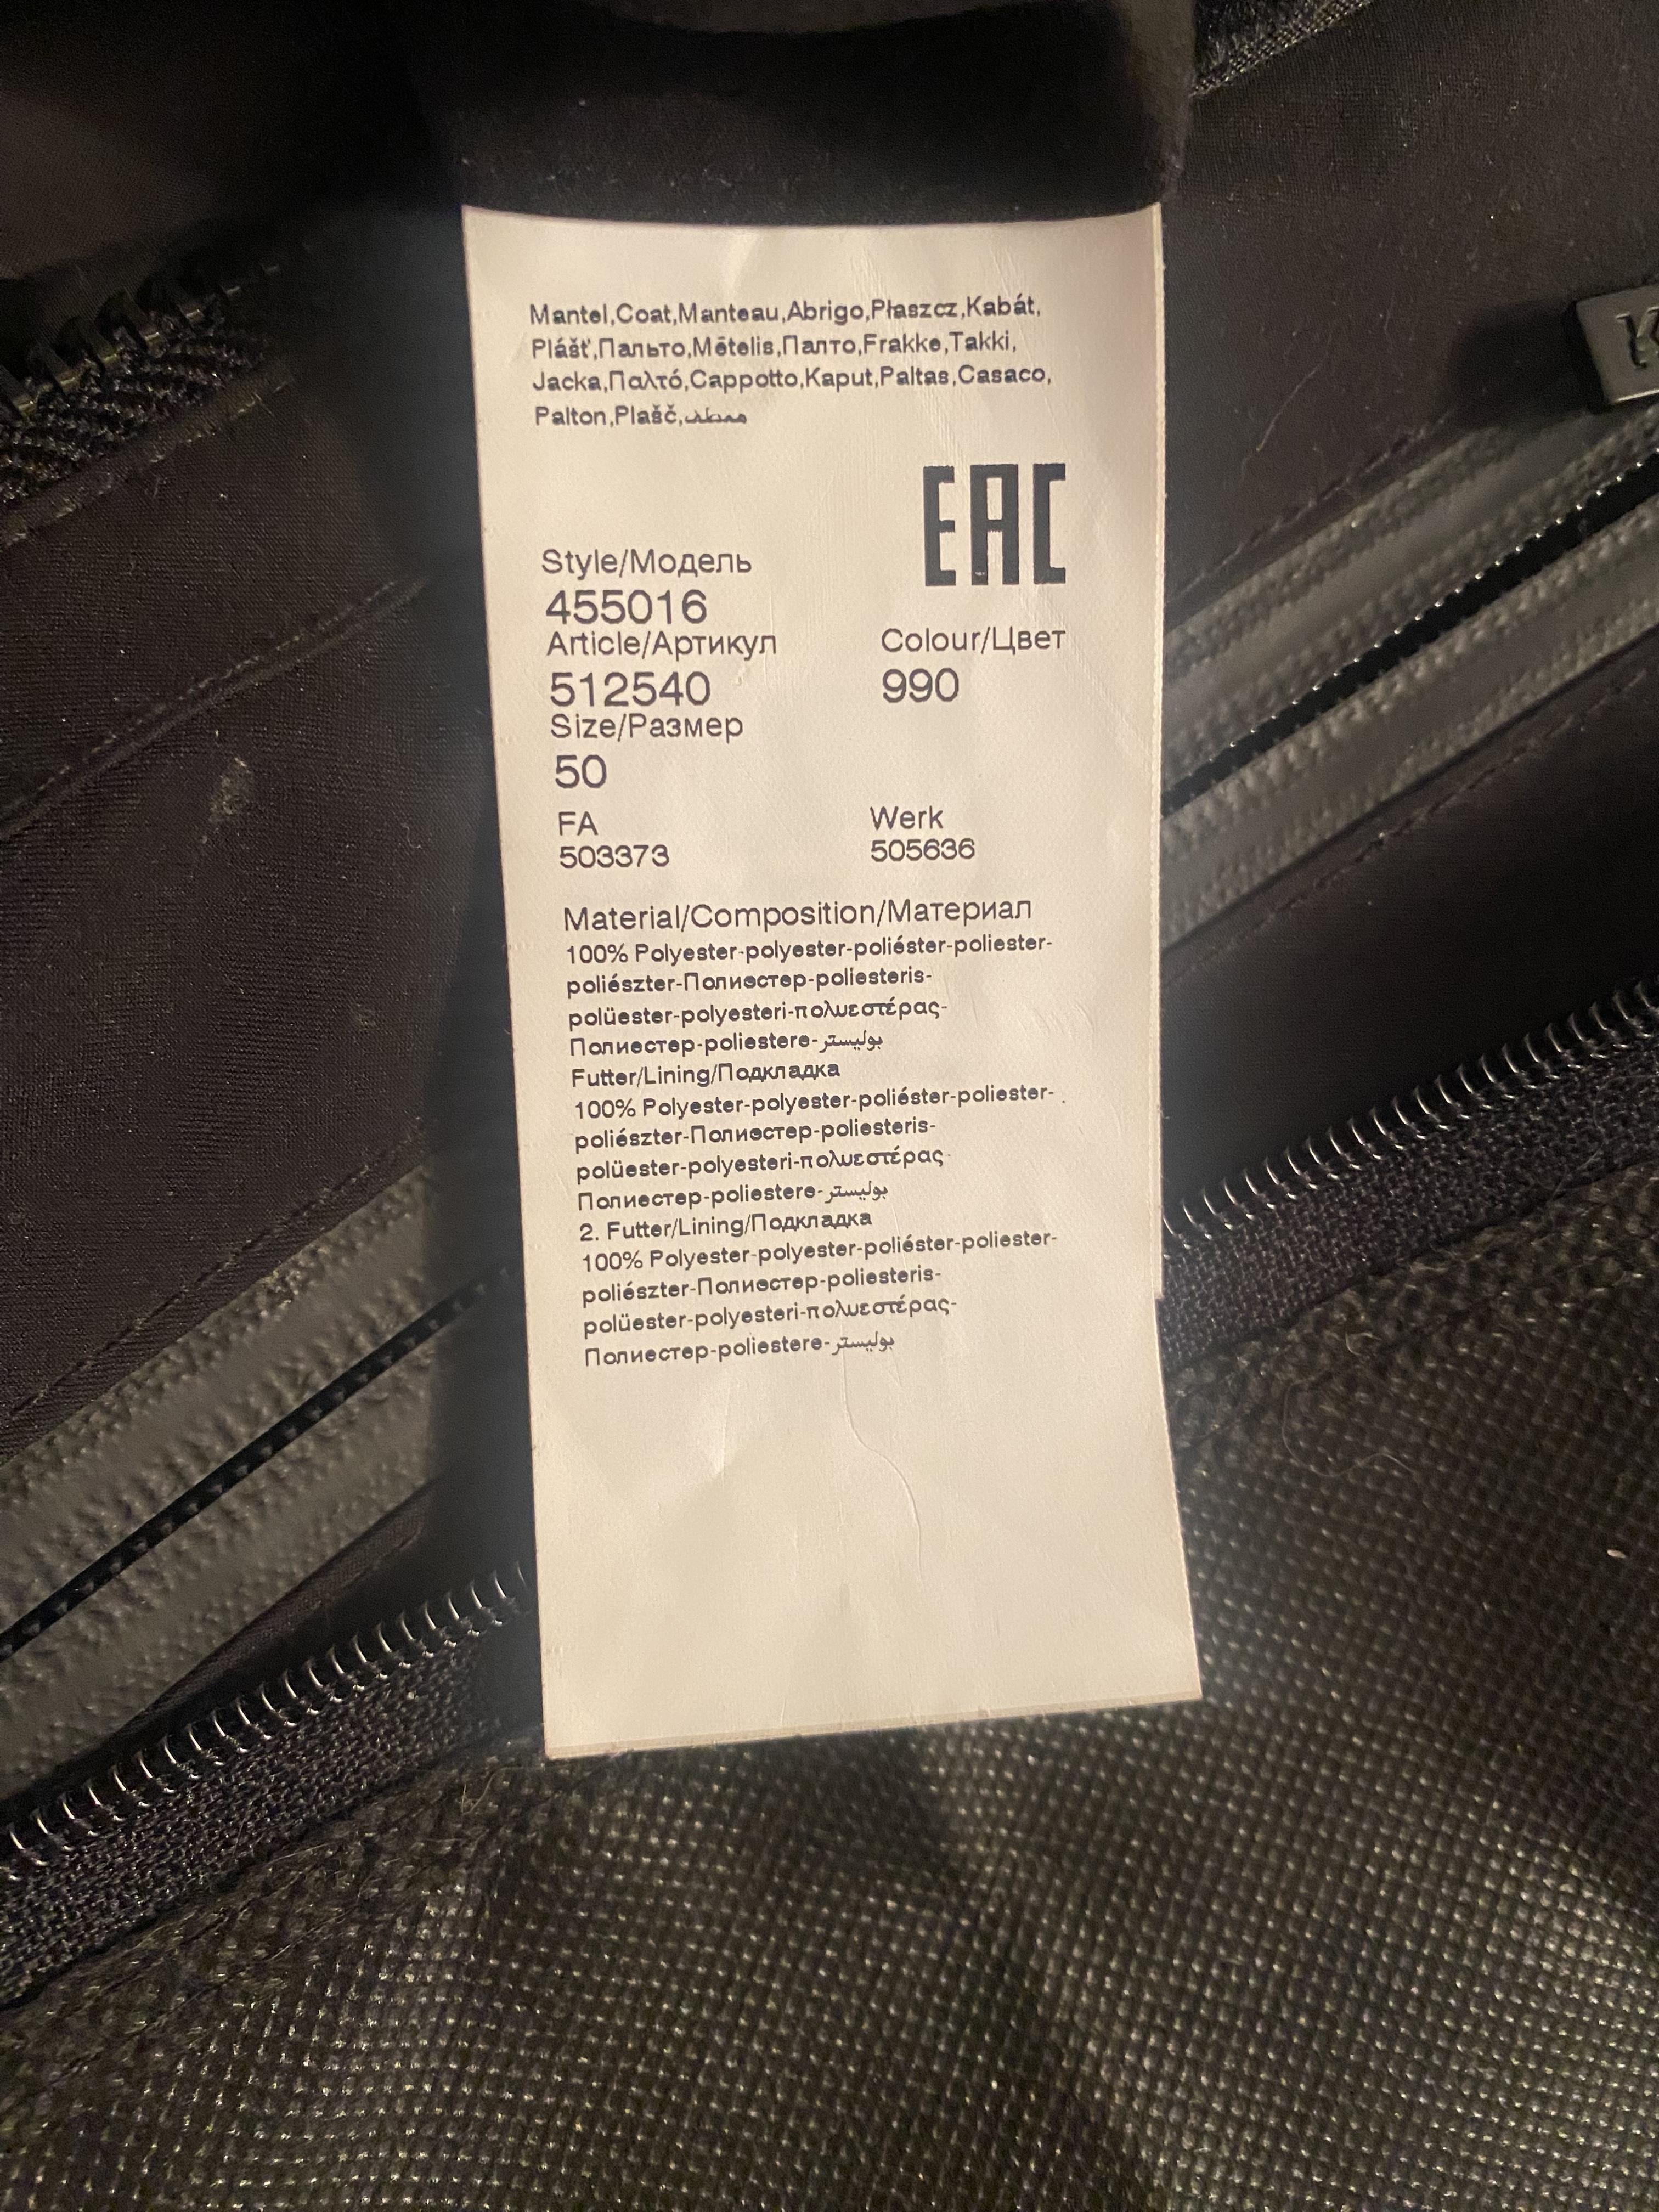 Mantel,Coat,Manteau,Abrigo,Płaszcz,Kabát,
Plášť,Пальто,Mētelis,Палто,Frakke,Takki,
Jacka,Παλτό,Cappotto,Kaput,Paltas,Casaco,
Palton,Plašč,معطف
EAC
Style/Модель
455016
Article/Артикул Colour/Цвет
512540 990
Size/Размер
50
FA Werk
503373 505636
Material/Composition/Материал
100% Polyester-polyester-poliéster-poliester-
poliészter-Полиестер-poliesteris-
polüester-polyesteri-πολυεστέρας-
Полиестер-poliestere-بوليستر
Futter/Lining/Подкладка
100% Polyester-polyester-poliéster-poliester-
poliészter-Полиестер-poliesteris-
polüester-polyesteri-πολυεστέρας-
Полиестер-poliestere-بوليستر
2. Futter/Lining/Подкладка
100% Polyester-polyester-poliéster-poliester-
poliészter-Полиестер-poliesteris-
polüester-polyesteri-πολυεστέρας-
Полиестер-poliestere-بوليستر